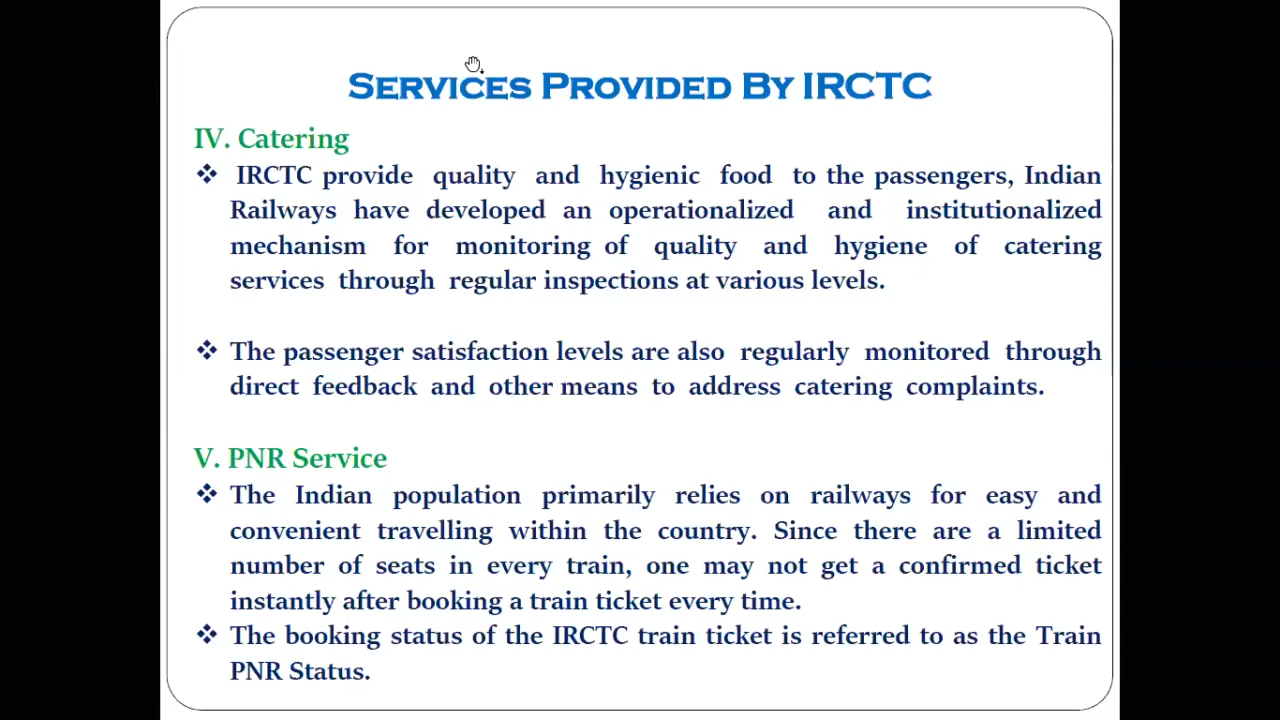 SERVICES PROVIDED BY IRCTC
IV. Catering
❖ IRCTC provide quality and hygienic food to the passengers, Indian
Railways have developed an operationalized and institutionalized
mechanism for monitoring of quality and hygiene of catering
services through regular inspections at various levels.
❖ The passenger satisfaction levels are also regularly monitored through
direct feedback and other means to address catering complaints.
V. PNR Service
❖ The Indian population primarily relies on railways for easy and
convenient travelling within the country. Since there are a limited
number of seats in every train, one may not get a confirmed ticket
instantly after booking a train ticket every time.
❖ The booking status of the IRCTC train ticket is referred to as the Train
PNR Status.